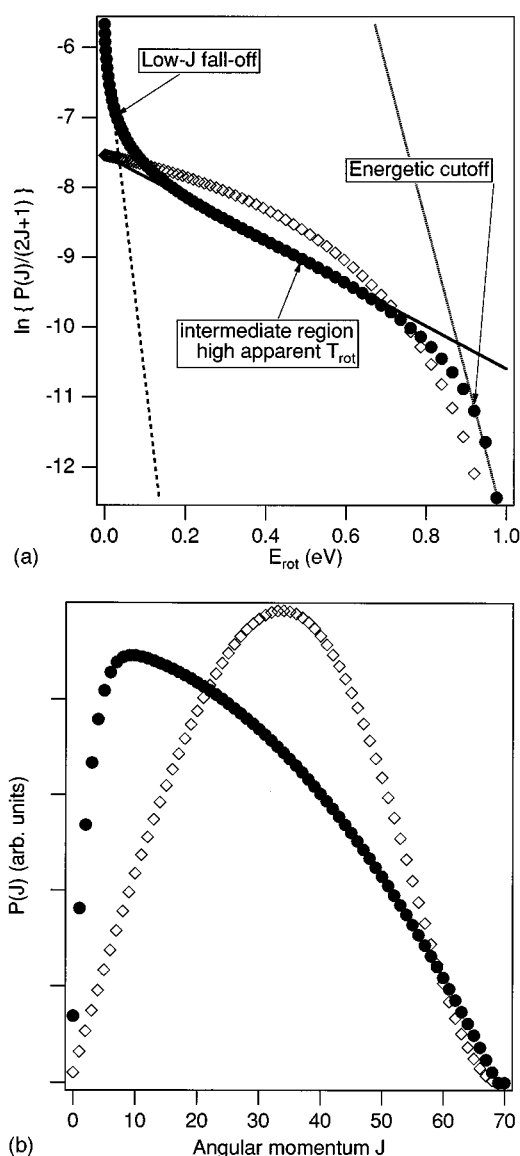 -6
Low-J fall-off
-7
Energetic cutoff
-8
ln { P(J)/(2J+1) }
-9
intermediate region
high apparent Trot
-10
-11
-12
0.0 0.2 0.4 0.6 0.8 1.0
(a)
Erot (eV)
P(J) (arb. units)
0 10 20 30 40 50 60 70
(b)
Angular momentum J